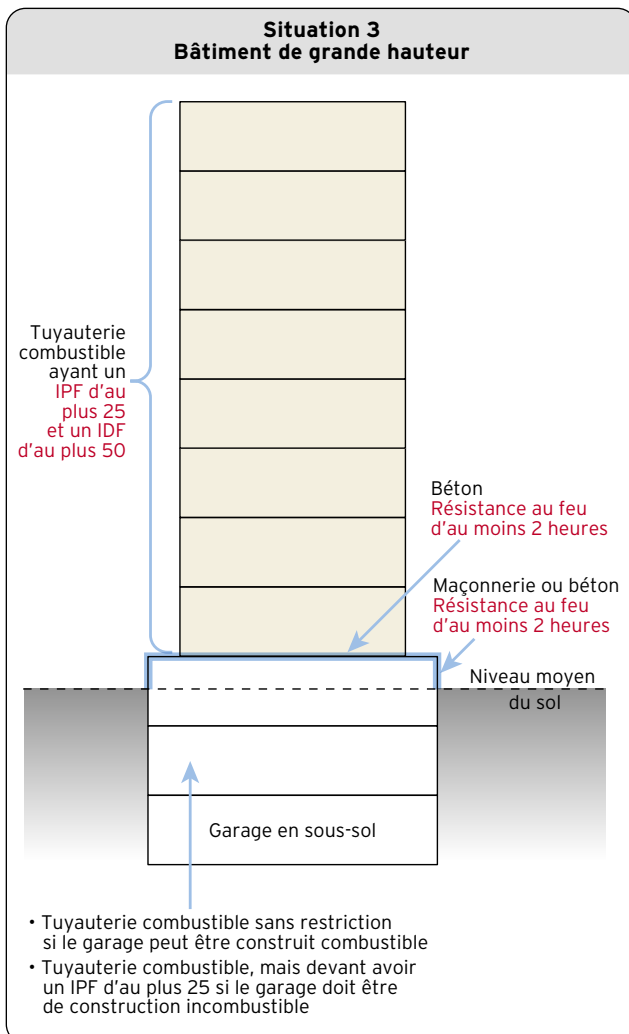 Situation 3
Bâtiment de grande hauteur
Tuyauterie
combustible
ayant un
IPF d'au
plus 25
et un IDF
d'au plus 50
Béton
Résistance au feu
d'au moins 2 heures
Maçonnerie ou béton
Résistance au feu
d'au moins 2 heures
Niveau moyen
du sol
Garage en sous-sol
• Tuyauterie combustible sans restriction
si le garage peut être construit combustible
• Tuyauterie combustible, mais devant avoir
un IPF d'au plus 25 si le garage doit être
de construction incombustible